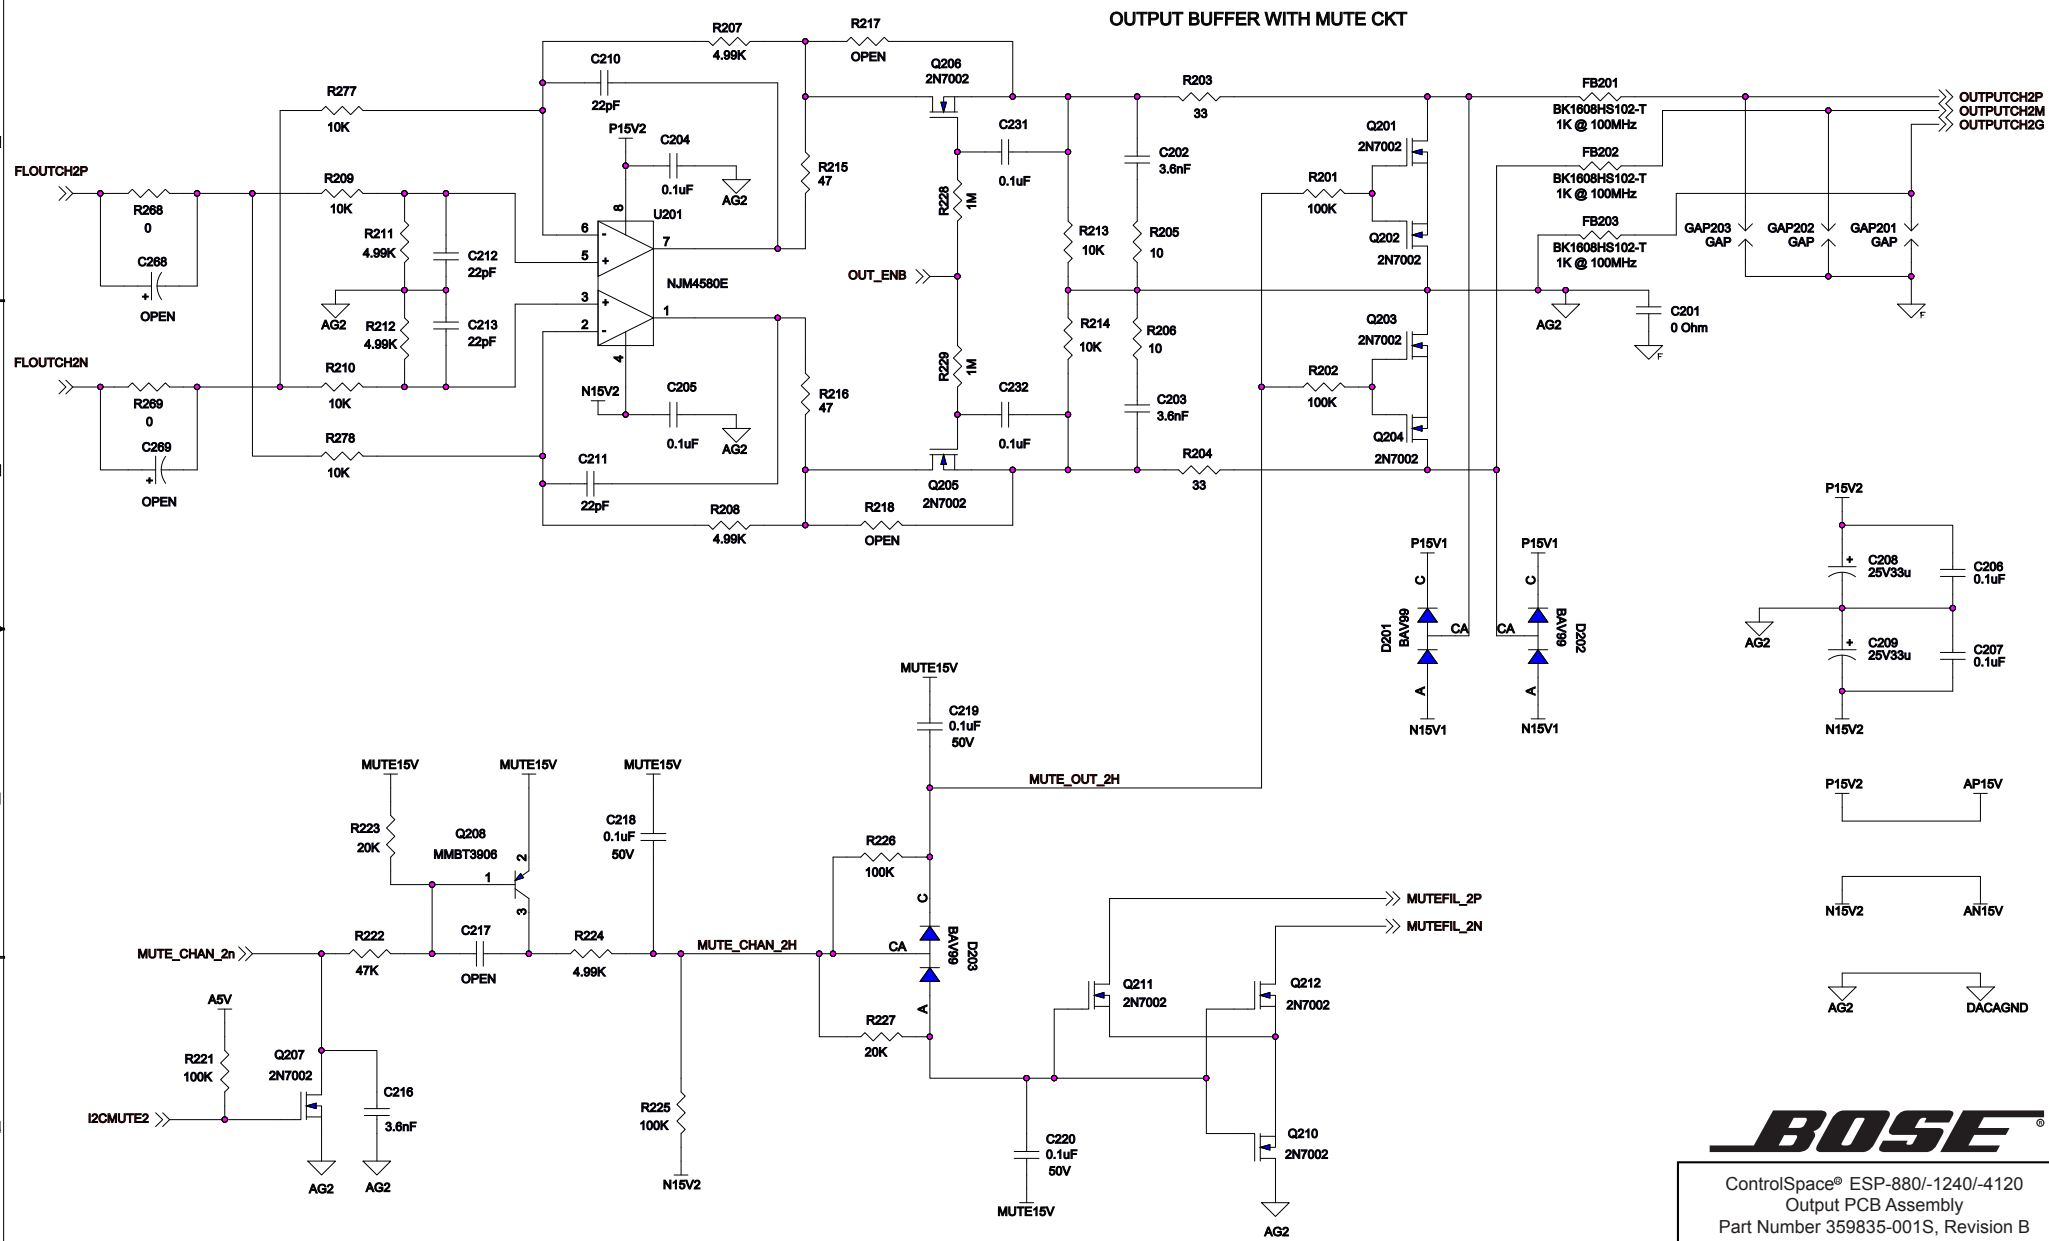 OUTPUT BUFFER WITH MUTE CKT
R207
4.99K
R217
OPEN
C210
22pF
Q206
2N7002
R277
10K
P15V2
C204
0.1uF
AG2
R215
47
R228
1M
C231
0.1uF
C202
3.6nF
R203
33
Q201
2N7002
FB201
BK1608HS102-T
1K @ 100MHz
OUTPUTCH2P
OUTPUTCH2M
OUTPUTCH2G
FB202
BK1608HS102-T
1K @ 100MHz
FLOUTCH2P
R268
0
C268
+
OPEN
R209
10K
R211
4.99K
C212
22pF
8
U201
6
-
5
+
7
NJM4580E
3
+
2
-
1
4
OUT_ENB
R213
10K
R205
10
R201
100K
Q202
2N7002
FB203
BK1608HS102-T
1K @ 100MHz
GAP203
GAP
GAP202
GAP
GAP201
GAP
AG2
R212
4.99K
C213
22pF
R214
10K
R206
10
Q203
2N7002
AG2
C201
0 Ohm
F
F
FLOUTCH2N
R269
0
C269
+
OPEN
R210
10K
R278
10K
N15V2
C205
0.1uF
AG2
R216
47
R229
1M
C232
0.1uF
C203
3.6nF
R202
100K
Q204
2N7002
C211
22pF
Q205
2N7002
R204
33
R208
4.99K
R218
OPEN
P15V1
C
D201
BAV99
CA
A
N15V1
P15V1
C
CA
BAV99
D202
A
N15V1
P15V2
+
C208
25V33u
C206
0.1uF
AG2
+
C209
25V33u
C207
0.1uF
N15V2
MUTE15V
C219
0.1uF
50V
MUTE_OUT_2H
MUTE15V
R223
20K
Q208
MMBT3906
1
2
3
MUTE15V
MUTE15V
C218
0.1uF
50V
R226
100K
C
BAV99
D203
CA
A
P15V2
AP15V
N15V2
AN15V
AG2
DACAGND
MUTE_CHAN_2n
R222
47K
C217
OPEN
R224
4.99K
MUTE_CHAN_2H
R227
20K
MUTEFIL_2P
MUTEFIL_2N
Q211
2N7002
Q212
2N7002
A5V
R221
100K
Q207
2N7002
C216
3.6nF
I2CMUTE2
AG2
AG2
R225
100K
N15V2
C220
0.1uF
50V
MUTE15V
Q210
2N7002
AG2
BOSE®
ControlSpace® ESP-880/-1240/-4120
Output PCB Assembly
Part Number 359835-001S, Revision B